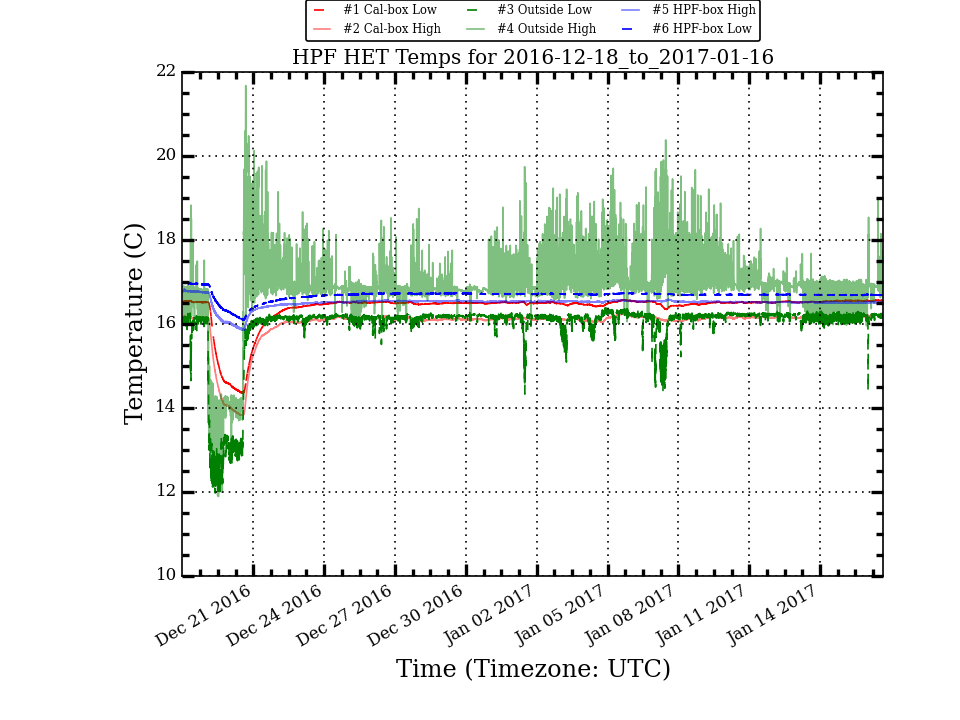 #1 Cal-box Low #3 Outside Low #5 HPF-box High
#2 Cal-box High #4 Outside High #6 HPF-box Low
HPF HET Temps for 2016-12-18_to_2017-01-16
22
20
18
16
14
12
10
Temperature (C)
Dec 21 2016 Dec 24 2016 Dec 27 2016 Dec 30 2016 Jan 02 2017 Jan 05 2017 Jan 08 2017 Jan 11 2017 Jan 14 2017
Time (Timezone: UTC)